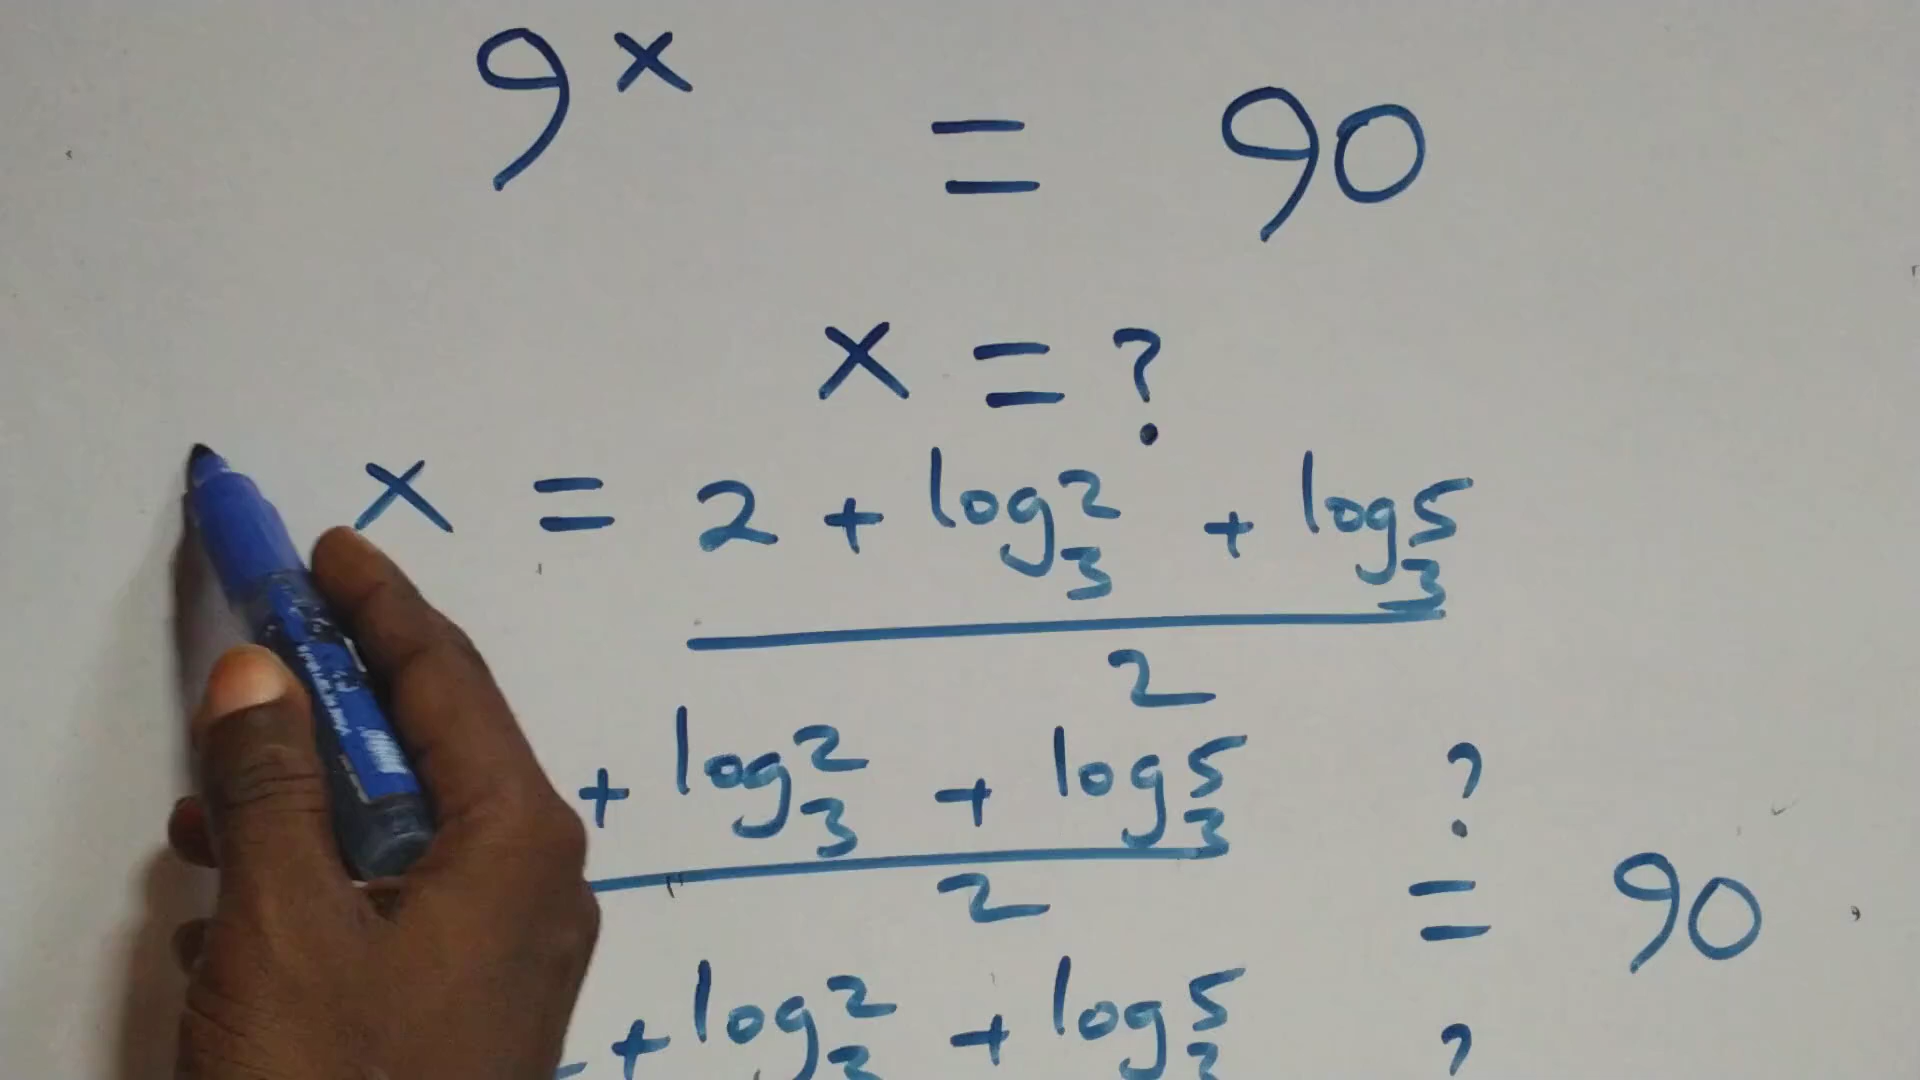 9^x = 90
x = ?
x = (2 + log_3^2 + log_3^5) / 2
+ log_3^2 + log_3^5 / 2 ?= 90
+ log_3^2 + log_3^5 ?